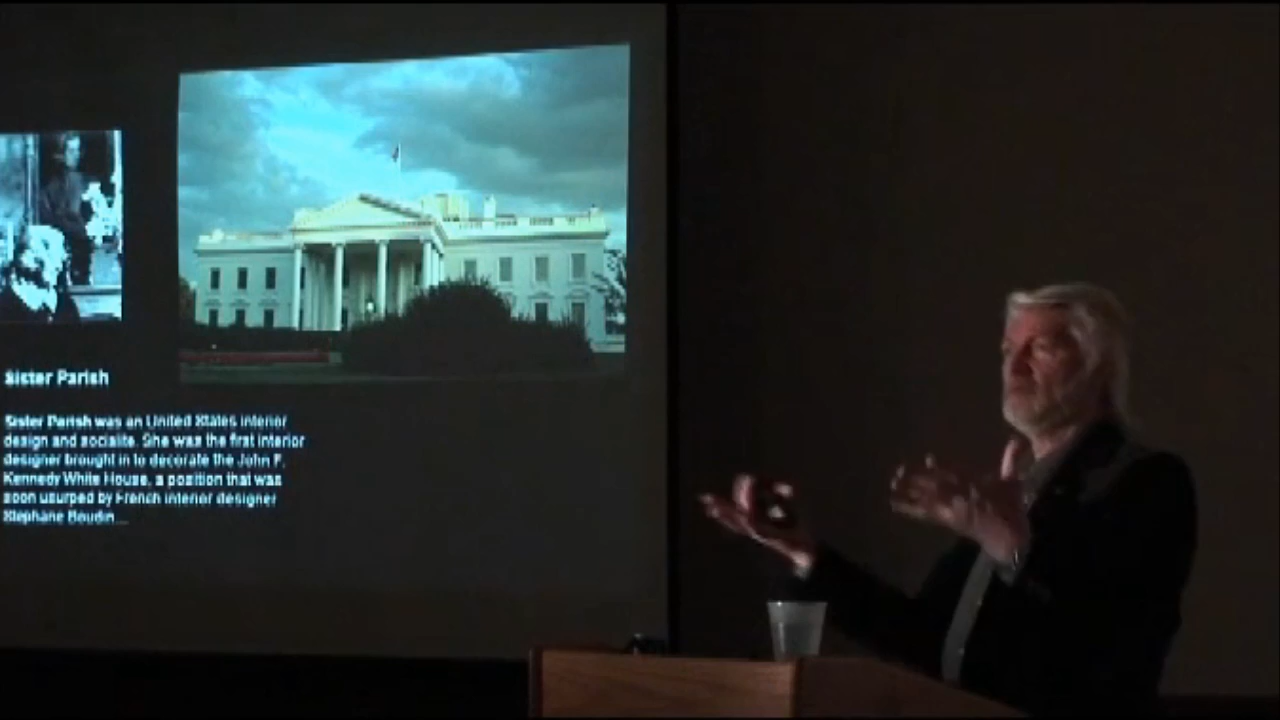 Sister Parish
Sister Parish was an United States interior
design and socialite. She was the first interior
designer brought in to decorate the John F.
Kennedy White House, a position that was
soon usurped by French interior designer
Stephane Boudin...